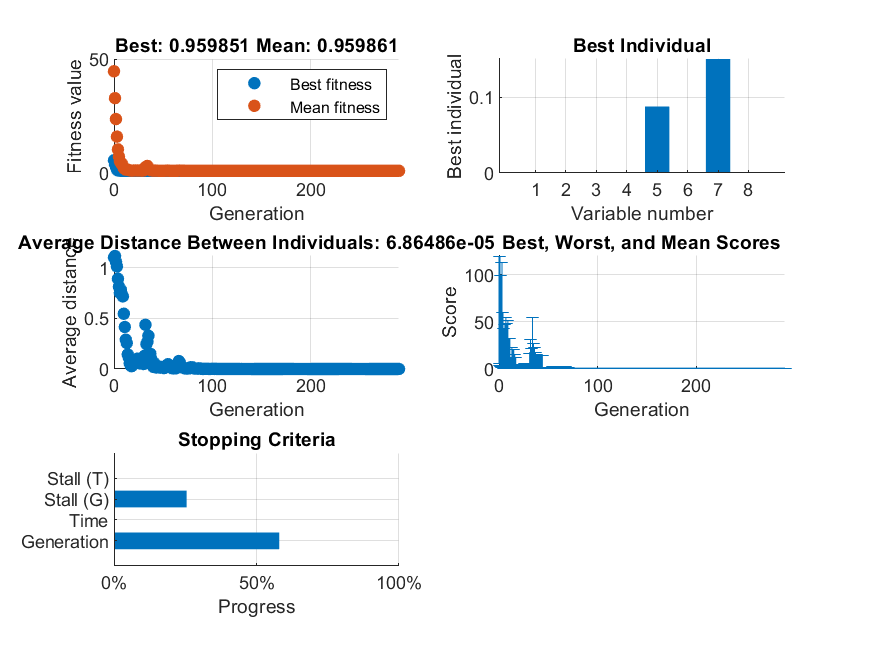 Best: 0.959851 Mean: 0.959861
Fitness value
50
0
Best fitness
Mean fitness
0 100 200
Generation
Best Individual
Best individual
0.1
0
1 2 3 4 5 6 7 8
Variable number
Average Distance Between Individuals: 6.86486e-05
Average distance
1
0.5
0
0 100 200
Generation
Best, Worst, and Mean Scores
Score
100
50
0
0 100 200
Generation
Stopping Criteria
Stall (T)
Stall (G)
Time
Generation
0% 50% 100%
Progress